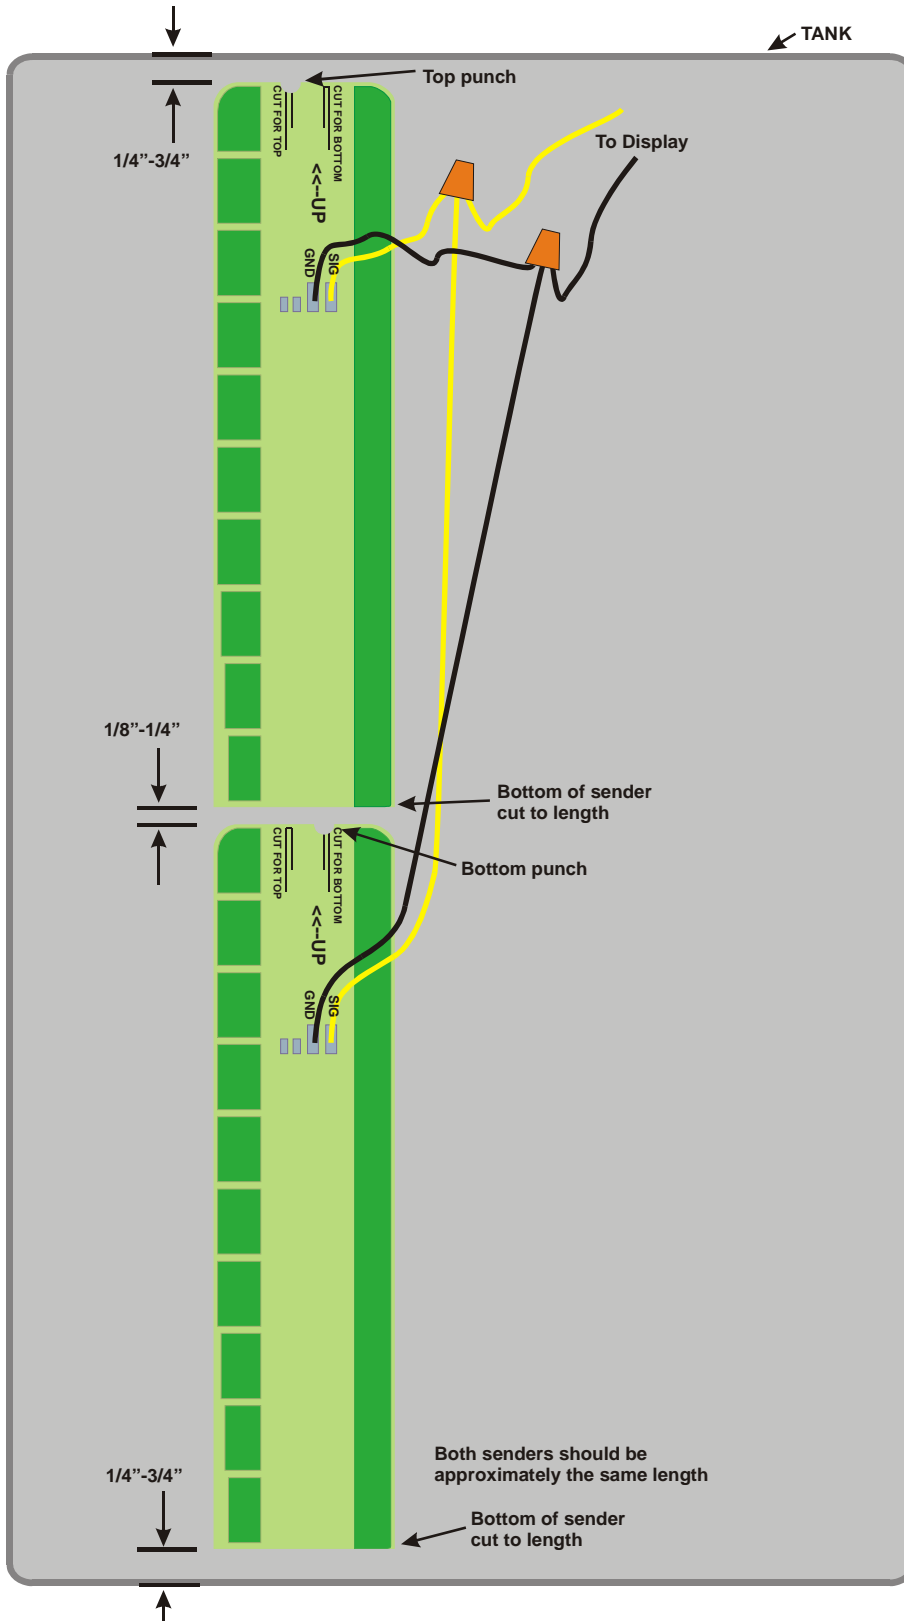 TANK
Top punch
CUT FOR TOP
CUT FOR BOTTOM
To Display
1/4”-3/4”
<<--UP
GND
SIG
1/8”-1/4”
Bottom of sender
cut to length
CUT FOR TOP
CUT FOR BOTTOM
Bottom punch
<<--UP
GND
SIG
Both senders should be
approximately the same length
1/4”-3/4”
Bottom of sender
cut to length